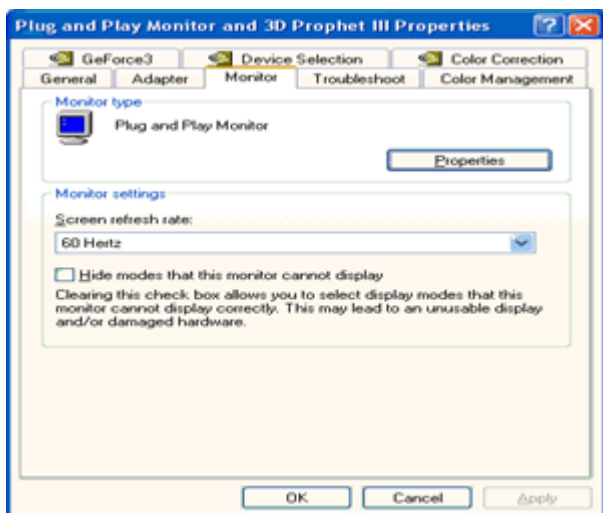 Plug and Play Monitor and 3D Prophet III Properties
GeForce3 Device Selection Color Correction
General Adapter Monitor Troubleshoot Color Management
Monitor type
Plug and Play Monitor
Properties
Monitor settings
Screen refresh rate:
60 Hertz
Hide modes that this monitor cannot display
Clearing this check box allows you to select display modes that this
monitor cannot display correctly. This may lead to an unusable display
and/or damaged hardware.
OK Cancel Apply